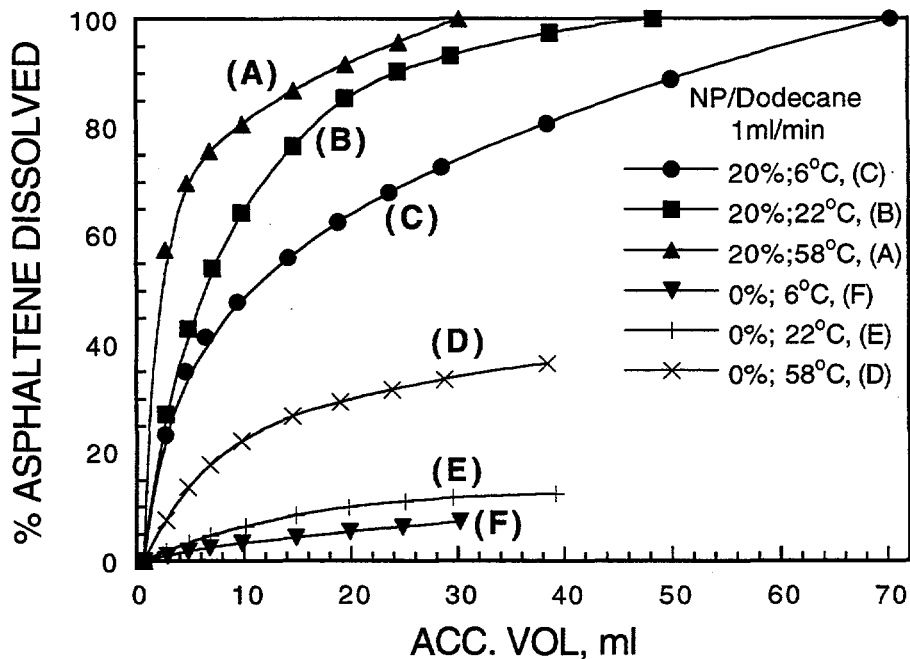 % ASPHALTENE DISSOLVED
100
80
60
40
20
0
(A)
(B)
(C)
(D)
(E)
(F)
NP/Dodecane
1ml/min
20%;6°C, (C)
20%;22°C, (B)
20%;58°C, (A)
0%; 6°C, (F)
0%; 22°C, (E)
0%; 58°C, (D)
0 10 20 30 40 50 60 70
ACC. VOL, ml